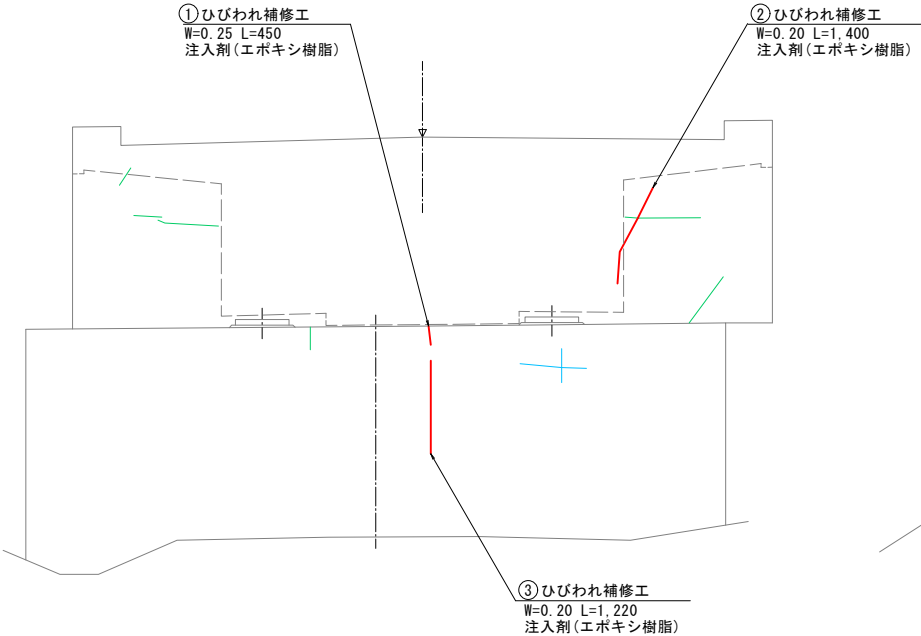 ①ひびわれ補修工
W=0.25 L=450
注入剤(エポキシ樹脂)
②ひびわれ補修工
W=0.20 L=1,400
注入剤(エポキシ樹脂)
③ひびわれ補修工
W=0.20 L=1,220
注入剤(エポキシ樹脂)